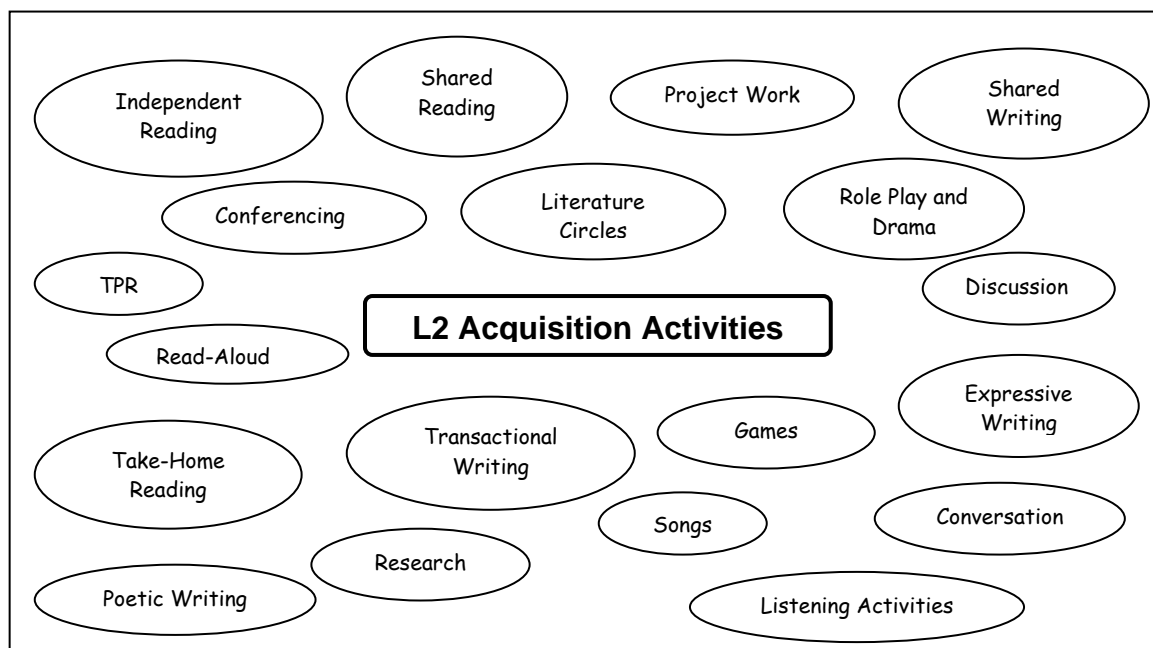 Independent
Reading
Shared
Reading
Project Work
Shared
Writing
Conferencing
Literature
Circles
Role Play and
Drama
TPR
Discussion
L2 Acquisition Activities
Read-Aloud
Expressive
Writing
Take-Home
Reading
Transactional
Writing
Games
Songs
Conversation
Research
Poetic Writing
Listening Activities